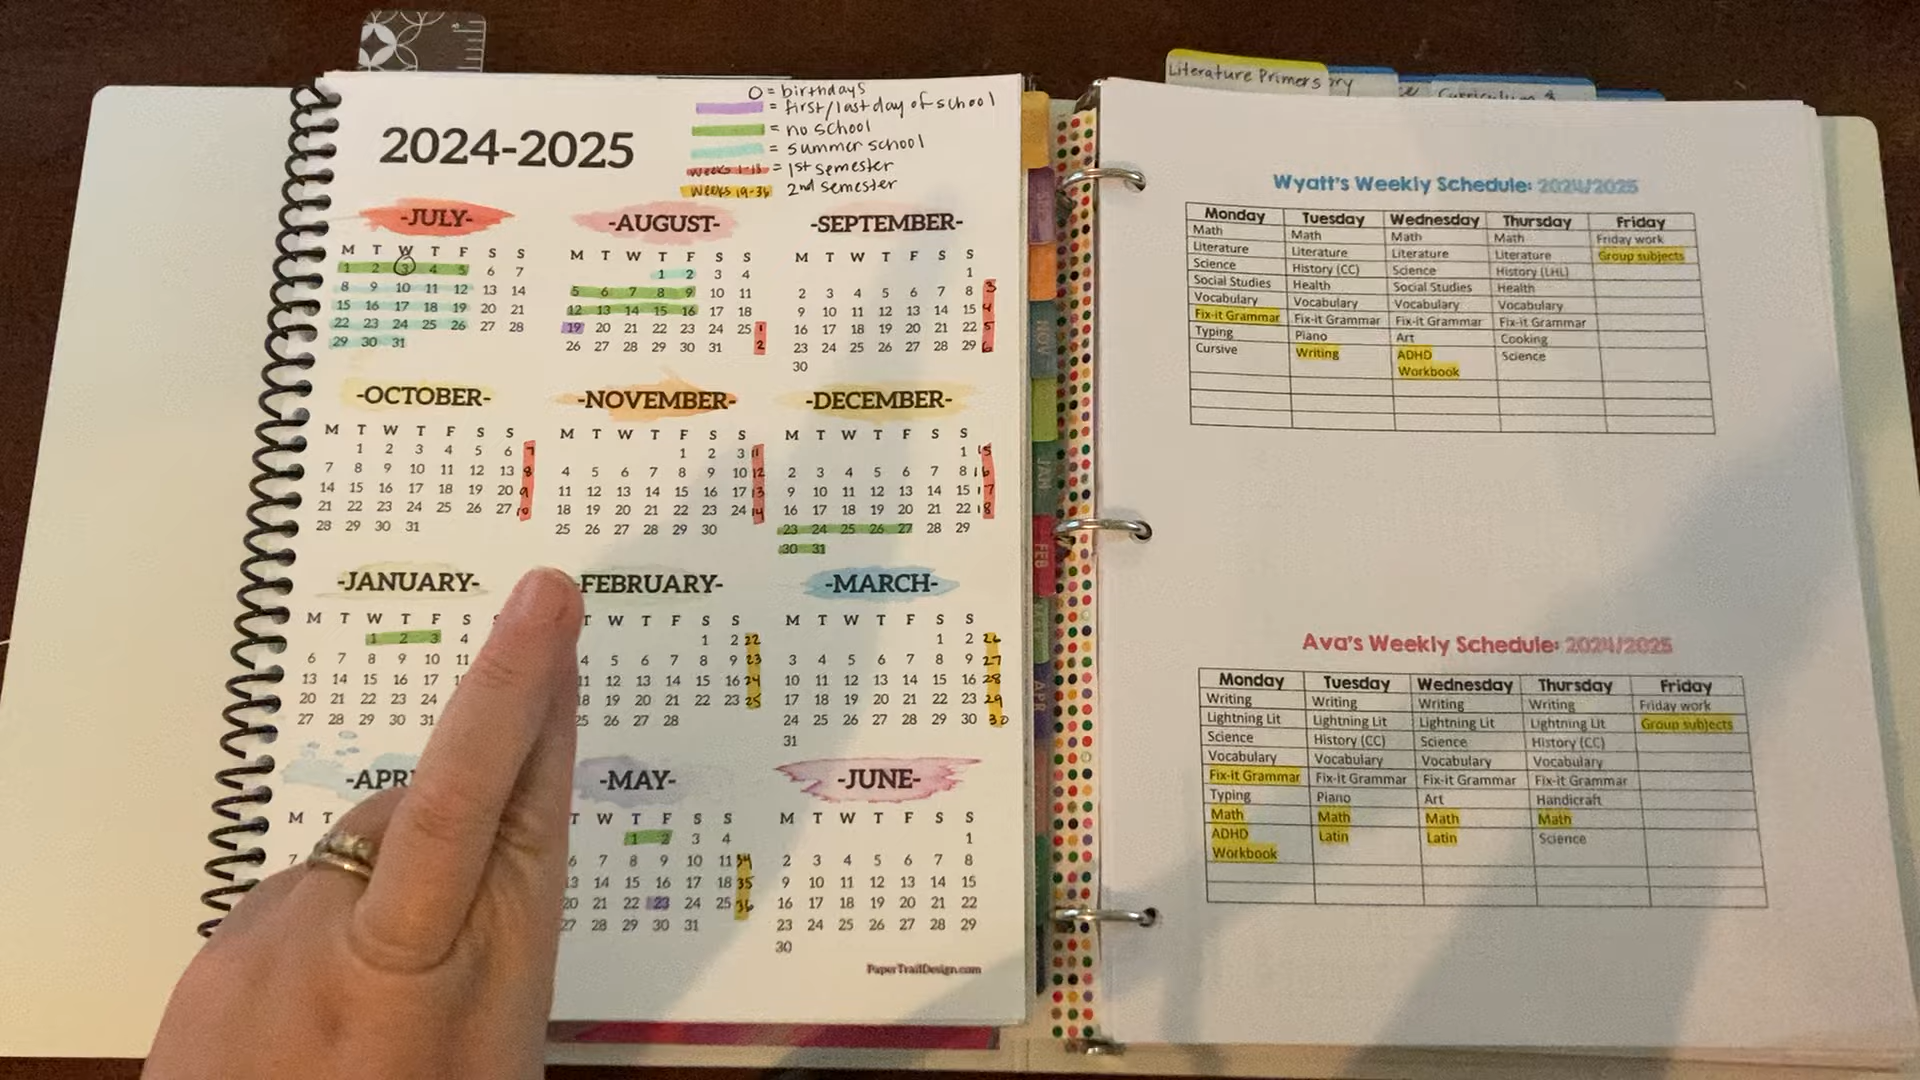 Literature Primers
ory
Curriculum &
O = birthdays
= first/last day of school
= no school
= summer school
weeks 1-18 = 1st semester
weeks 19-36 2nd semester
2024-2025
-JULY-
M T W T F S S
1 2 3 4 5 6 7
8 9 10 11 12 13 14
15 16 17 18 19 20 21
22 23 24 25 26 27 28
29 30 31
-AUGUST-
M T W T F S S
1 2 3 4
5 6 7 8 9 10 11
12 13 14 15 16 17 18
19 20 21 22 23 24 25 1
26 27 28 29 30 31 2
-SEPTEMBER-
M T W T F S S
1
2 3 4 5 6 7 8 3
9 10 11 12 13 14 15 4
16 17 18 19 20 21 22 5
23 24 25 26 27 28 29 6
30
-OCTOBER-
M T W T F S S
1 2 3 4 5 6 7
7 8 9 10 11 12 13 8
14 15 16 17 18 19 20 9
21 22 23 24 25 26 27 10
28 29 30 31
-NOVEMBER-
M T W T F S S
1 2 3 11
4 5 6 7 8 9 10 12
11 12 13 14 15 16 17 13
18 19 20 21 22 23 24 14
25 26 27 28 29 30
-DECEMBER-
M T W T F S S
1 15
2 3 4 5 6 7 8 16
9 10 11 12 13 14 15 17
16 17 18 19 20 21 22 18
23 24 25 26 27 28 29
30 31
-JANUARY-
M T W T F S
1 2 3 4
6 7 8 9 10 11
13 14 15 16 17
20 21 22 23 24
27 28 29 30 31
-FEBRUARY-
T W T F S S
1 2 22
4 5 6 7 8 9 23
11 12 13 14 15 16 24
18 19 20 21 22 23 25
25 26 27 28
-MARCH-
M T W T F S S
1 2 26
3 4 5 6 7 8 9 27
10 11 12 13 14 15 16 28
17 18 19 20 21 22 23 29
24 25 26 27 28 29 30 30
31
-APRI
M T
7
-MAY-
T W T F S S
1 2 3 4
6 7 8 9 10 11 34
13 14 15 16 17 18 35
20 21 22 23 24 25 36
27 28 29 30 31
-JUNE-
M T W T F S S
1
2 3 4 5 6 7 8
9 10 11 12 13 14 15
16 17 18 19 20 21 22
23 24 25 26 27 28 29
30
PaperTrailDesign.com
NOV
JAN
FEB
APR
Wyatt's Weekly Schedule: 2024/2025
Monday Tuesday Wednesday Thursday Friday
Math Math Math Math Friday work
Literature Literature Literature Literature Group subjects
Science History (CC) Science History (LHL)
Social Studies Health Social Studies Health
Vocabulary Vocabulary Vocabulary Vocabulary
Fix-it Grammar Fix-it Grammar Fix-it Grammar Fix-it Grammar
Typing Piano Art Cooking
Cursive Writing ADHD Workbook Science
Ava's Weekly Schedule: 2024/2025
Monday Tuesday Wednesday Thursday Friday
Writing Writing Writing Writing Friday work
Lightning Lit Lightning Lit Lightning Lit Lightning Lit Group subjects
Science History (CC) Science History (CC)
Vocabulary Vocabulary Vocabulary Vocabulary
Fix-it Grammar Fix-it Grammar Fix-it Grammar Fix-it Grammar
Typing Piano Art Handicraft
Math Math Math Math
ADHD Workbook Latin Latin Science